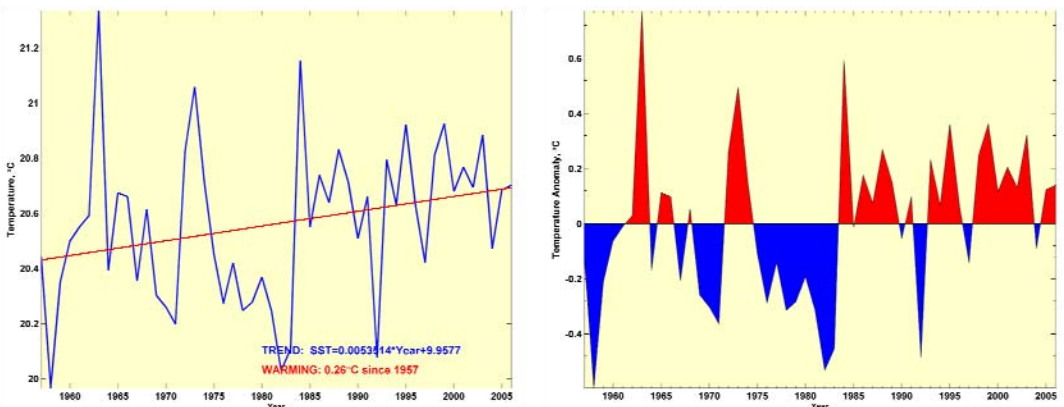 Temperature, °C
21.2
21
20.8
20.6
20.4
20.2
20
TREND: SST=0.0053514*Year+9.9577
WARMING: 0.26°C since 1957
1960 1965 1970 1975 1980 1985 1990 1995 2000 2005
Year
Temperature Anomaly, °C
0.6
0.4
0.2
0
-0.2
-0.4
1960 1965 1970 1975 1980 1985 1990 1995 2000 2005
Year